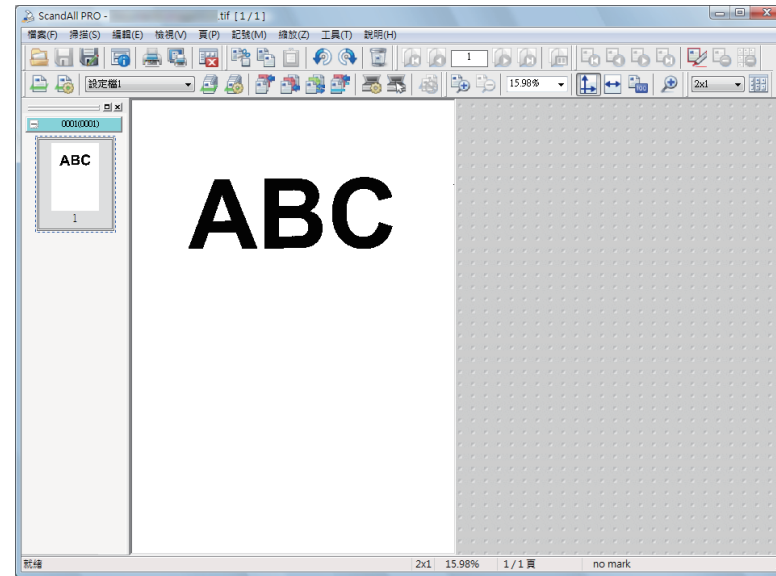 ScandAll PRO - .tif [1/1]
檔案(F) 掃描(S) 編輯(E) 檢視(V) 頁(P) 記號(M) 縮放(Z) 工具(T) 說明(H)
1
設定檔1 15.98% 2x1
0001(0001)
ABC
1
ABC
就緒 2x1 15.98% 1/1頁 no mark